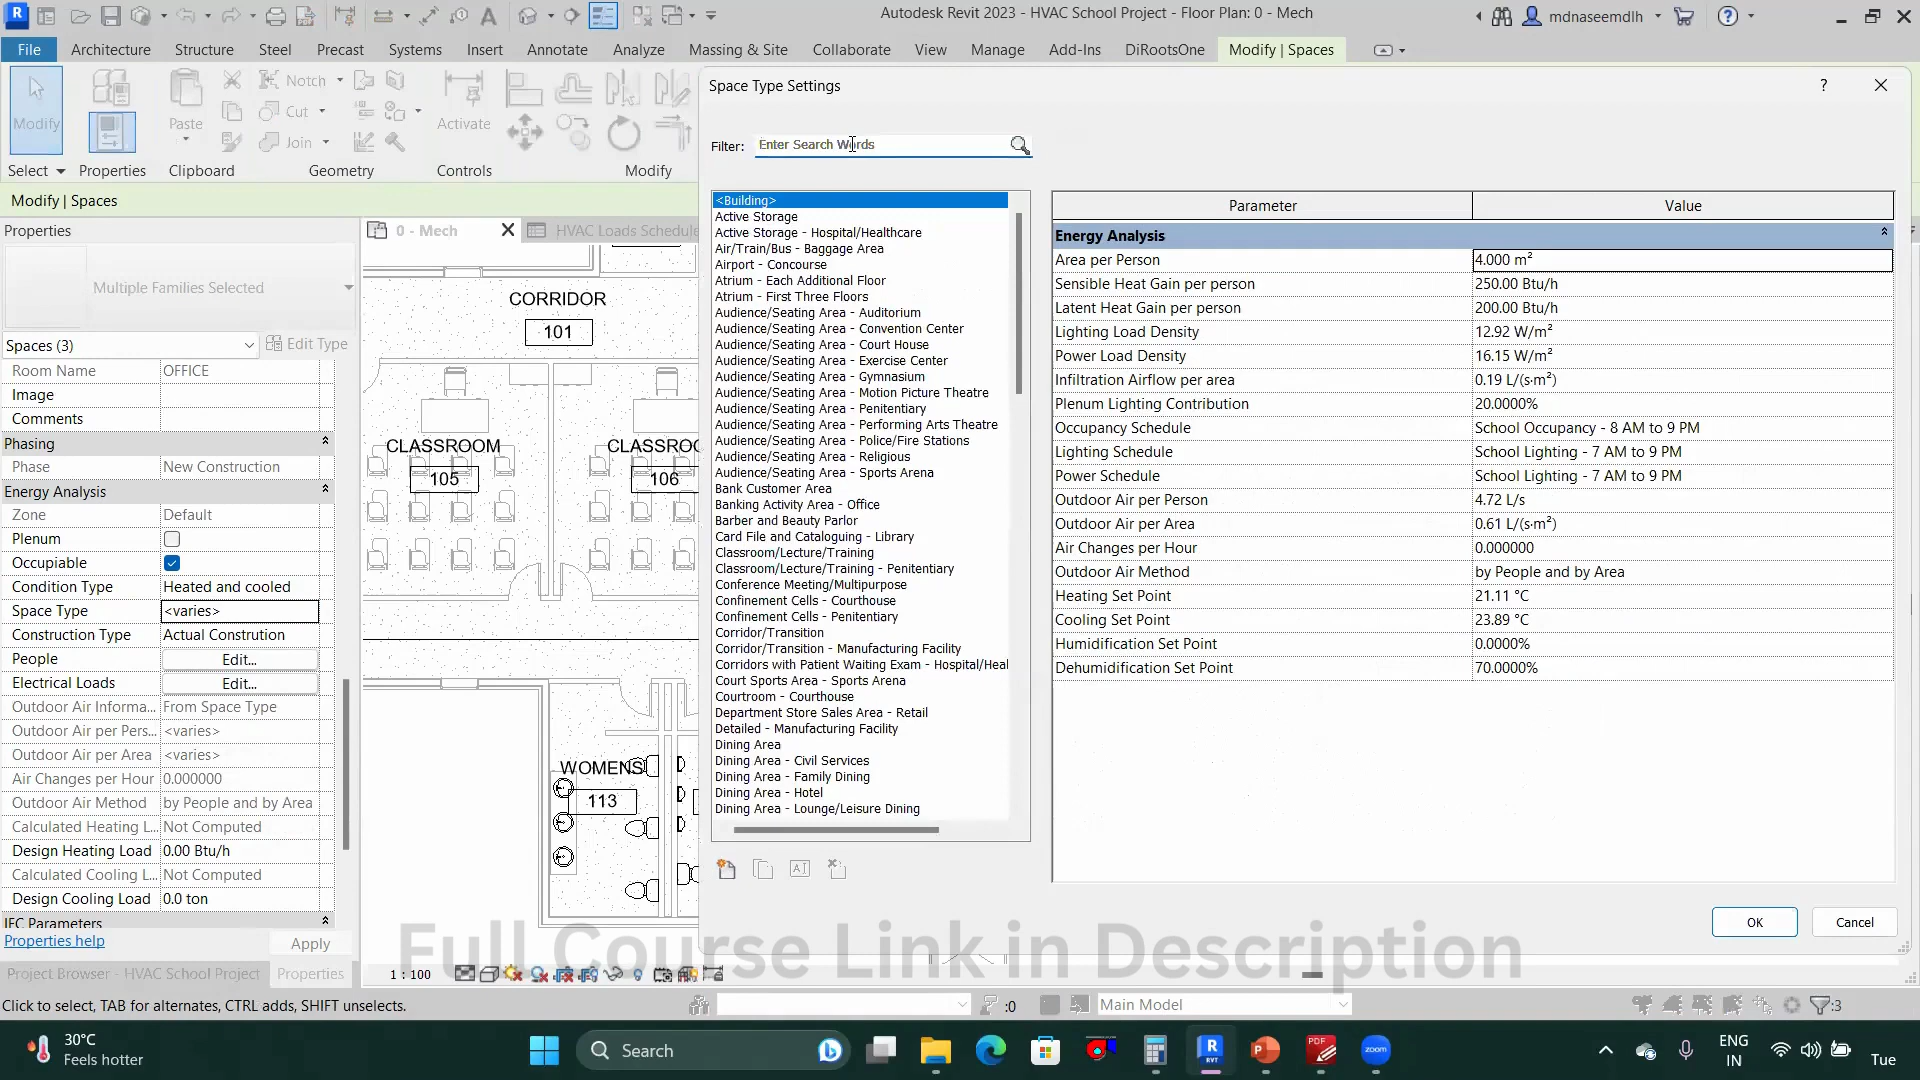 Autodesk Revit 2023 - HVAC School Project - Floor Plan: 0 - Mech
mdnaseemdlh
File
Architecture
Structure
Steel
Precast
Systems
Insert
Annotate
Analyze
Massing & Site
Collaborate
View
Manage
Add-Ins
DiRootsOne
Modify | Spaces
Modify
Paste
Notch
Cut
Join
Activate
Select
Properties
Clipboard
Geometry
Controls
Modify
Modify | Spaces
Properties
Multiple Families Selected
Spaces (3)
Edit Type
Room Name OFFICE
Image
Comments
Phasing
Phase New Construction
Energy Analysis
Zone Default
Plenum
Occupiable
Condition Type Heated and cooled
Space Type <varies>
Construction Type Actual Constrution
People Edit...
Electrical Loads Edit...
Outdoor Air Informa... From Space Type
Outdoor Air per Pers... <varies>
Outdoor Air per Area <varies>
Air Changes per Hour 0.000000
Outdoor Air Method by People and by Area
Calculated Heating L... Not Computed
Design Heating Load 0.00 Btu/h
Calculated Cooling L... Not Computed
Design Cooling Load 0.0 ton
IFC Parameters
Properties help
Apply
Project Browser - HVAC School Project
Properties
0 - Mech
HVAC Loads Schedule
CORRIDOR
101
CLASSROOM
105
CLASSROO
106
WOMENS
113
1 : 100
Space Type Settings
Filter:
Enter Search Words
<Building>
Active Storage
Active Storage - Hospital/Healthcare
Air/Train/Bus - Baggage Area
Airport - Concourse
Atrium - Each Additional Floor
Atrium - First Three Floors
Audience/Seating Area - Auditorium
Audience/Seating Area - Convention Center
Audience/Seating Area - Court House
Audience/Seating Area - Exercise Center
Audience/Seating Area - Gymnasium
Audience/Seating Area - Motion Picture Theatre
Audience/Seating Area - Penitentiary
Audience/Seating Area - Performing Arts Theatre
Audience/Seating Area - Police/Fire Stations
Audience/Seating Area - Religious
Audience/Seating Area - Sports Arena
Bank Customer Area
Banking Activity Area - Office
Barber and Beauty Parlor
Card File and Cataloguing - Library
Classroom/Lecture/Training
Classroom/Lecture/Training - Penitentiary
Conference Meeting/Multipurpose
Confinement Cells - Courthouse
Confinement Cells - Penitentiary
Corridor/Transition
Corridor/Transition - Manufacturing Facility
Corridors with Patient Waiting Exam - Hospital/Heal
Court Sports Area - Sports Arena
Courtroom - Courthouse
Department Store Sales Area - Retail
Detailed - Manufacturing Facility
Dining Area
Dining Area - Civil Services
Dining Area - Family Dining
Dining Area - Hotel
Dining Area - Lounge/Leisure Dining
Parameter Value
Energy Analysis
Area per Person 4.000 m²
Sensible Heat Gain per person 250.00 Btu/h
Latent Heat Gain per person 200.00 Btu/h
Lighting Load Density 12.92 W/m²
Power Load Density 16.15 W/m²
Infiltration Airflow per area 0.19 L/(s·m²)
Plenum Lighting Contribution 20.0000%
Occupancy Schedule School Occupancy - 8 AM to 9 PM
Lighting Schedule School Lighting - 7 AM to 9 PM
Power Schedule School Lighting - 7 AM to 9 PM
Outdoor Air per Person 4.72 L/s
Outdoor Air per Area 0.61 L/(s·m²)
Air Changes per Hour 0.000000
Outdoor Air Method by People and by Area
Heating Set Point 21.11 °C
Cooling Set Point 23.89 °C
Humidification Set Point 0.0000%
Dehumidification Set Point 70.0000%
OK
Cancel
Full Course Link in Description
Click to select, TAB for alternates, CTRL adds, SHIFT unselects.
:0
Main Model
:3
30°C
Feels hotter
Search
ENG
IN
Tue